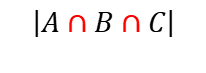 |A ∩ B ∩ C|